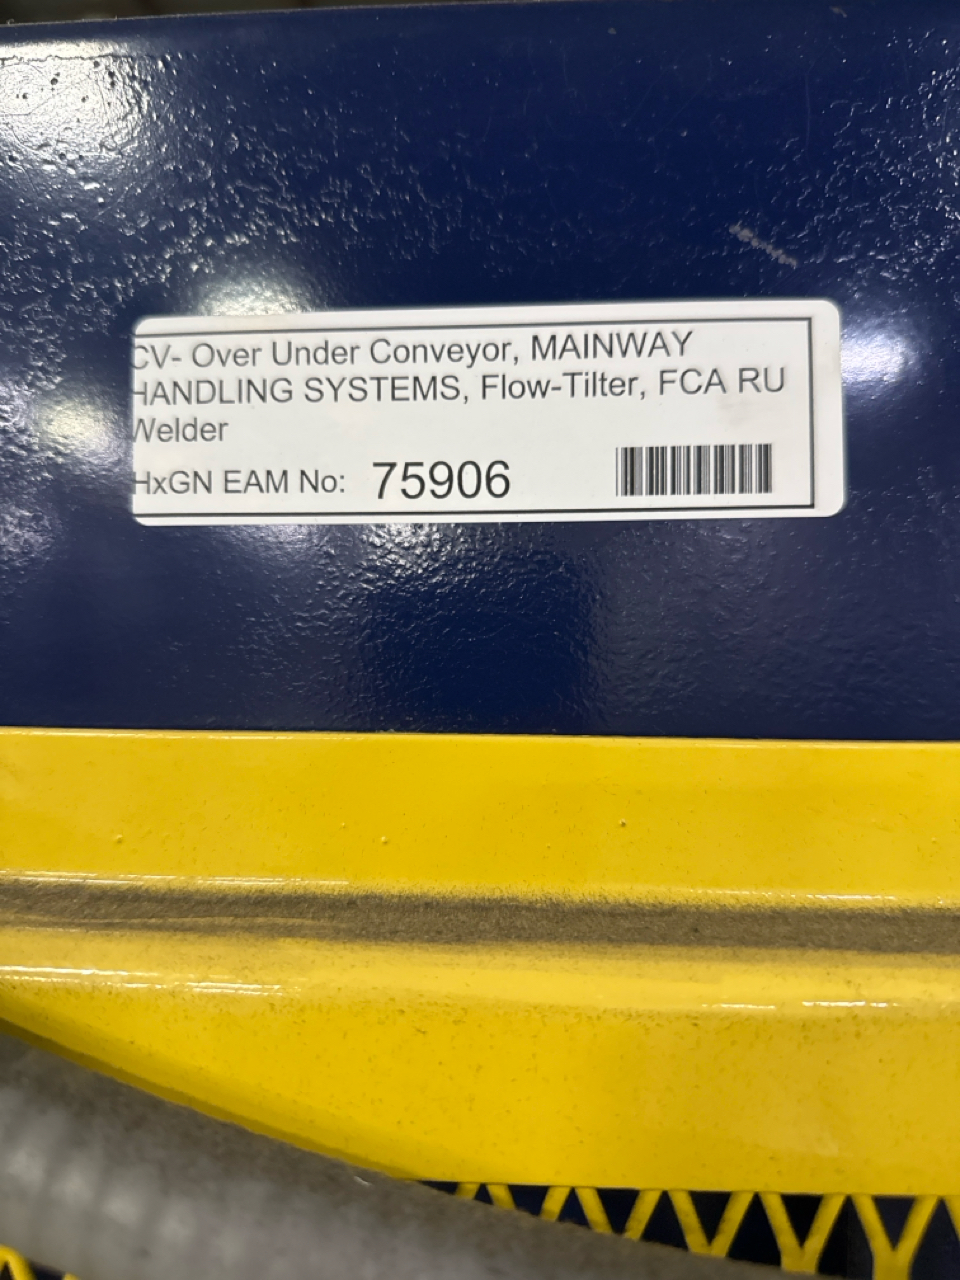 CV- Over Under Conveyor, MAINWAY
HANDLING SYSTEMS, Flow-Tilter, FCA RU
Welder
HxGN EAM No: 75906